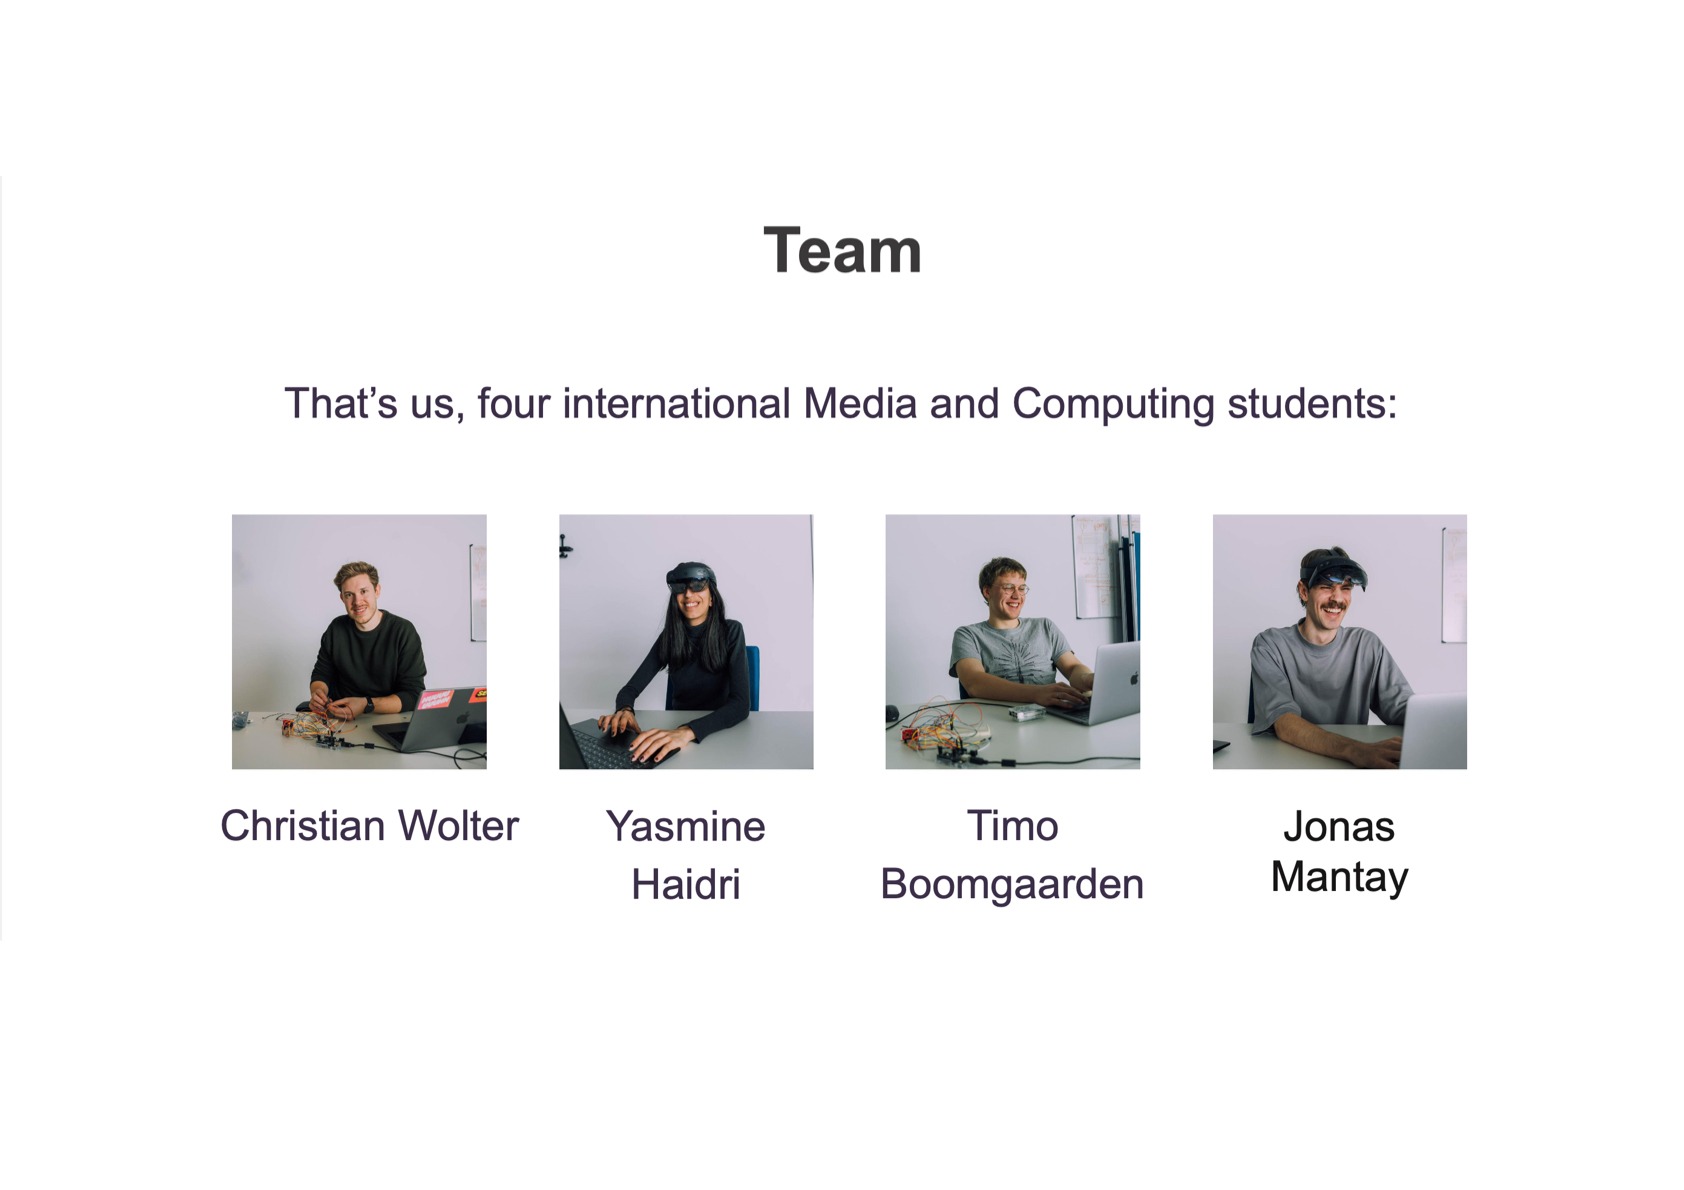 Team
That’s us, four international Media and Computing students:
Christian Wolter
Yasmine
Haidri
Timo
Boomgaarden
Jonas
Mantay